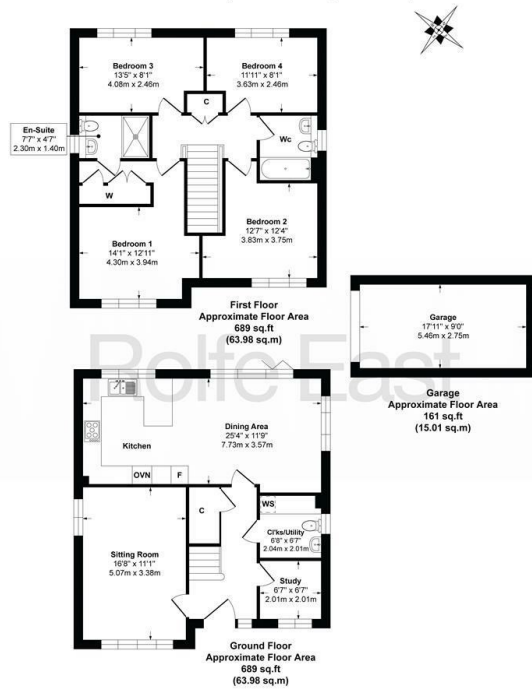 Bedroom 3
13'5" x 8'1"
4.08m x 2.46m
Bedroom 4
11'11" x 8'1"
3.63m x 2.46m
C
En-Suite
7'7" x 4'7"
2.30m x 1.40m
Wc
W
Bedroom 2
12'7" x 12'4"
3.83m x 3.75m
Bedroom 1
14'1" x 12'11"
4.30m x 3.94m
First Floor
Approximate Floor Area
689 sq.ft
(63.98 sq.m)
Garage
17'11" x 9'0"
5.46m x 2.75m
Garage
Approximate Floor Area
161 sq.ft
(15.01 sq.m)
Rolfe East
Dining Area
25'4" x 11'9"
7.73m x 3.57m
Kitchen
OVN
F
C
WS
Cl'ks/Utility
6'8" x 6'7"
2.04m x 2.01m
Sitting Room
16'8" x 11'1"
5.07m x 3.38m
Study
6'7" x 6'7"
2.01m x 2.01m
Ground Floor
Approximate Floor Area
689 sq.ft
(63.98 sq.m)